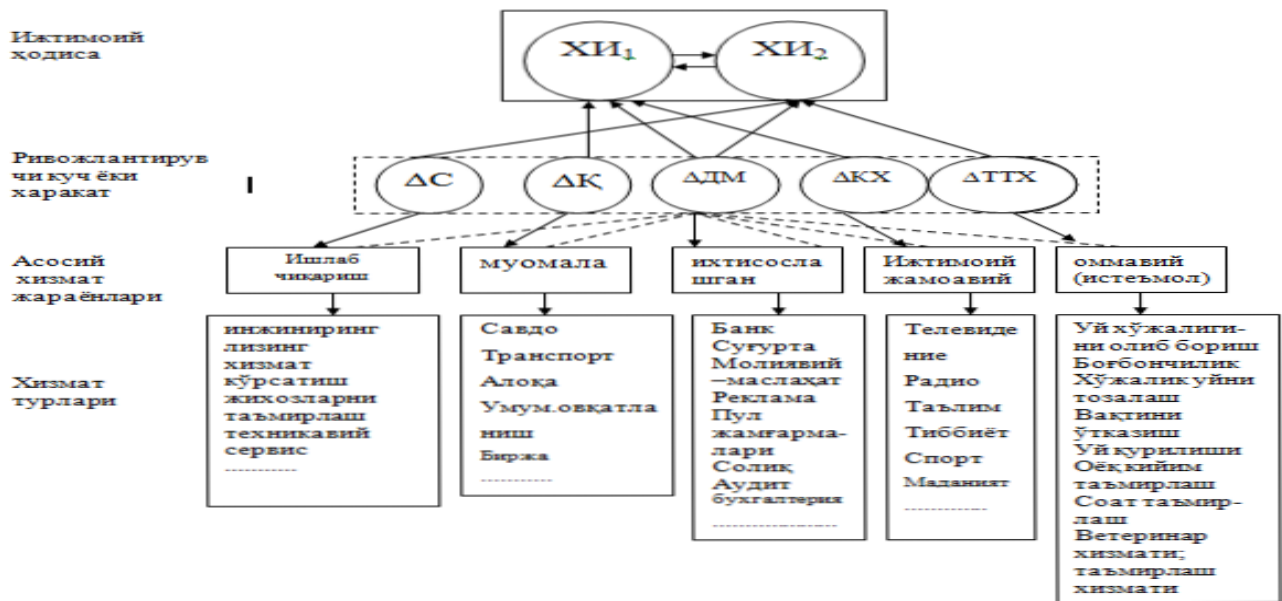 Ижтимоий
ҳодиса
ХИ₁
ХИ₂
Ривожлантирув
чи куч ёки
харакат
ΔС
ΔҚ
ΔДМ
ΔКХ
ΔТТХ
Асосий
хизмат
жараёнлари
Ишлаб
чиқариш
муомала
ихтисосла
шган
Ижтимоий
жамоавий
оммавий
(истеъмол)
Хизмат
турлари
инжиниринг
лизинг
хизмат
кўрсатиш
жихозларни
таъмирлаш
техникавий
сервис
-----------
Савдо
Транспорт
Алоқа
Умум.овқатла
ниш
Биржа
-----------
Банк
Суғурта
Молиявий
–маслаҳат
Реклама
Пул
жамғарма-
лари
Солиқ
Аудит
бухгалтерия
-------------------
Телевиде
ние
Радио
Таълим
Тиббиёт
Спорт
Маданият
-------------
Уй хўжалиги-
ни олиб бориш
Боғбончилик
Хўжалик уйни
тозалаш
Вақтини
ўтказиш
Уй қурилиши
Оёқ кийим
таъмирлаш
Соат таъмир-
лаш
Ветеринар
хизмати;
таъмирлаш
хизмати